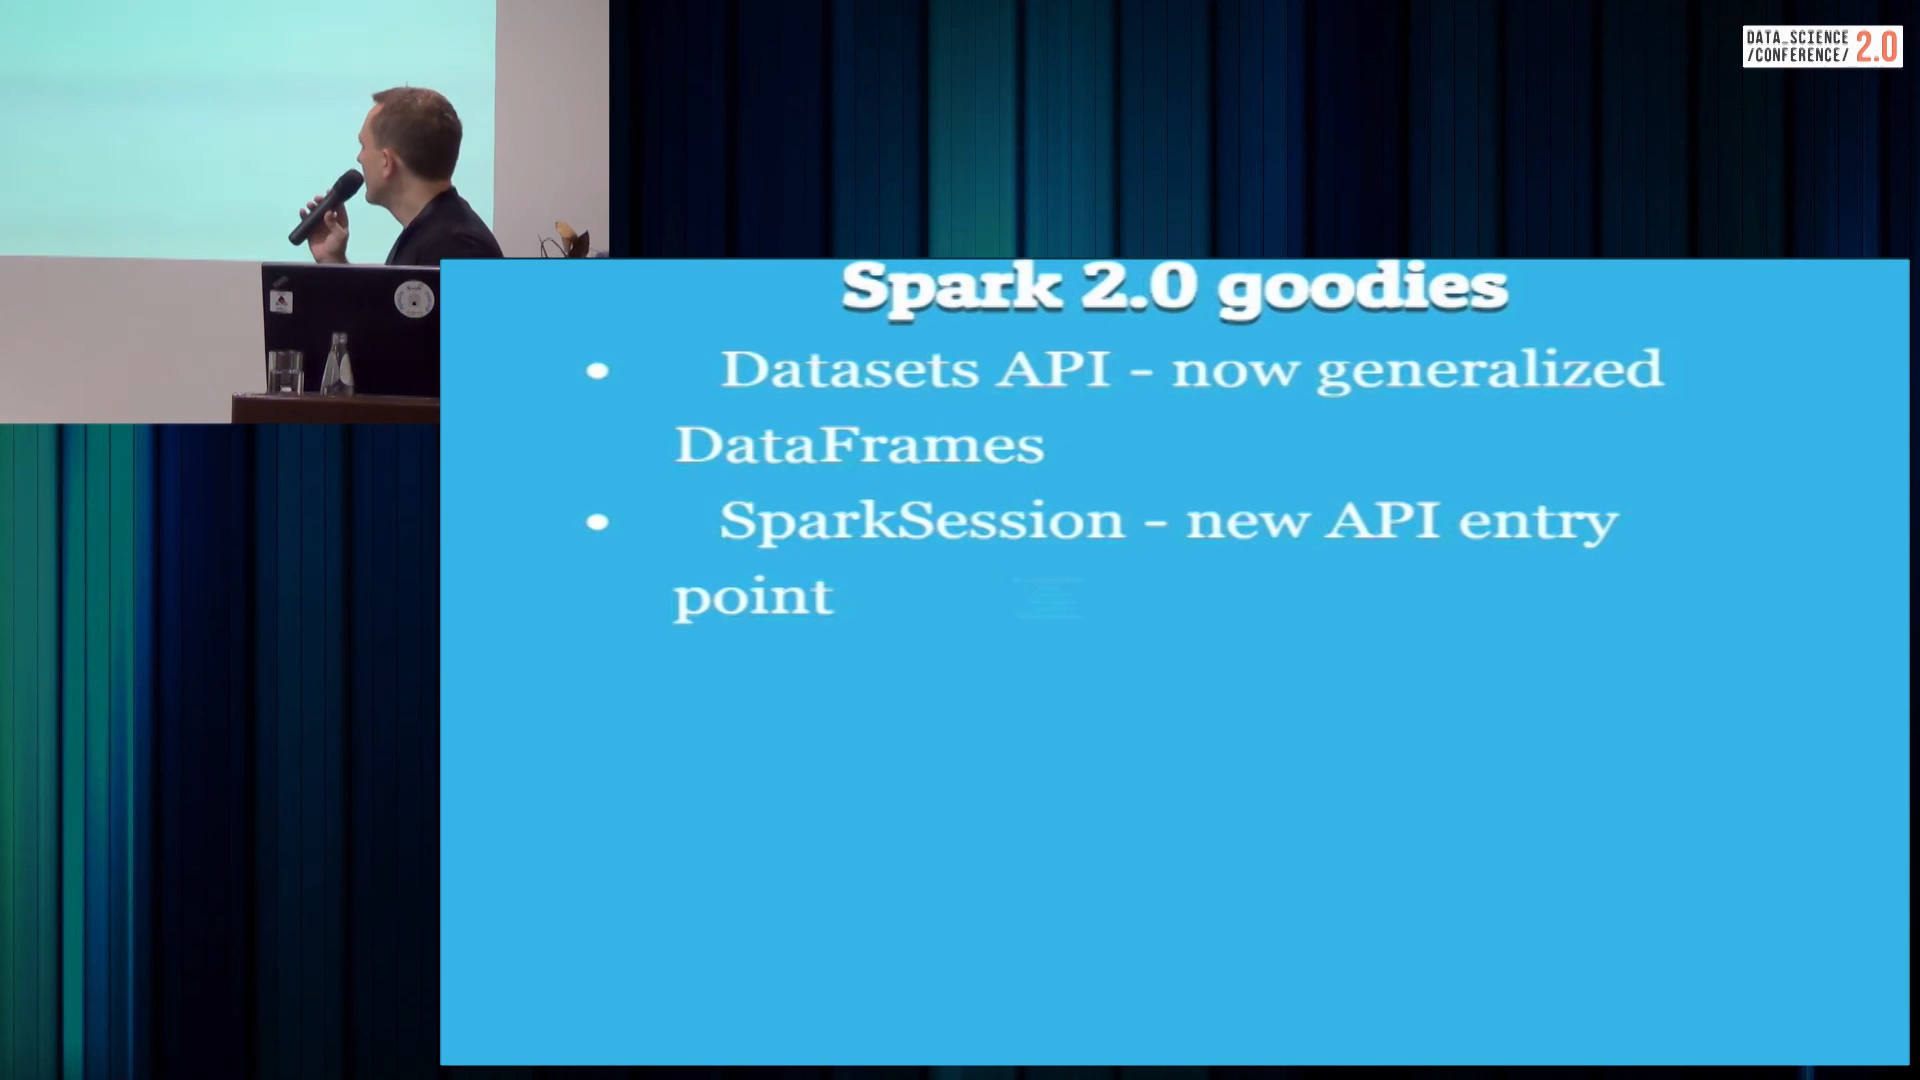 DATA_SCIENCE
/CONFERENCE/ 2.0
Spark 2.0 goodies
• Datasets API - now generalized
DataFrames
• SparkSession - new API entry
point